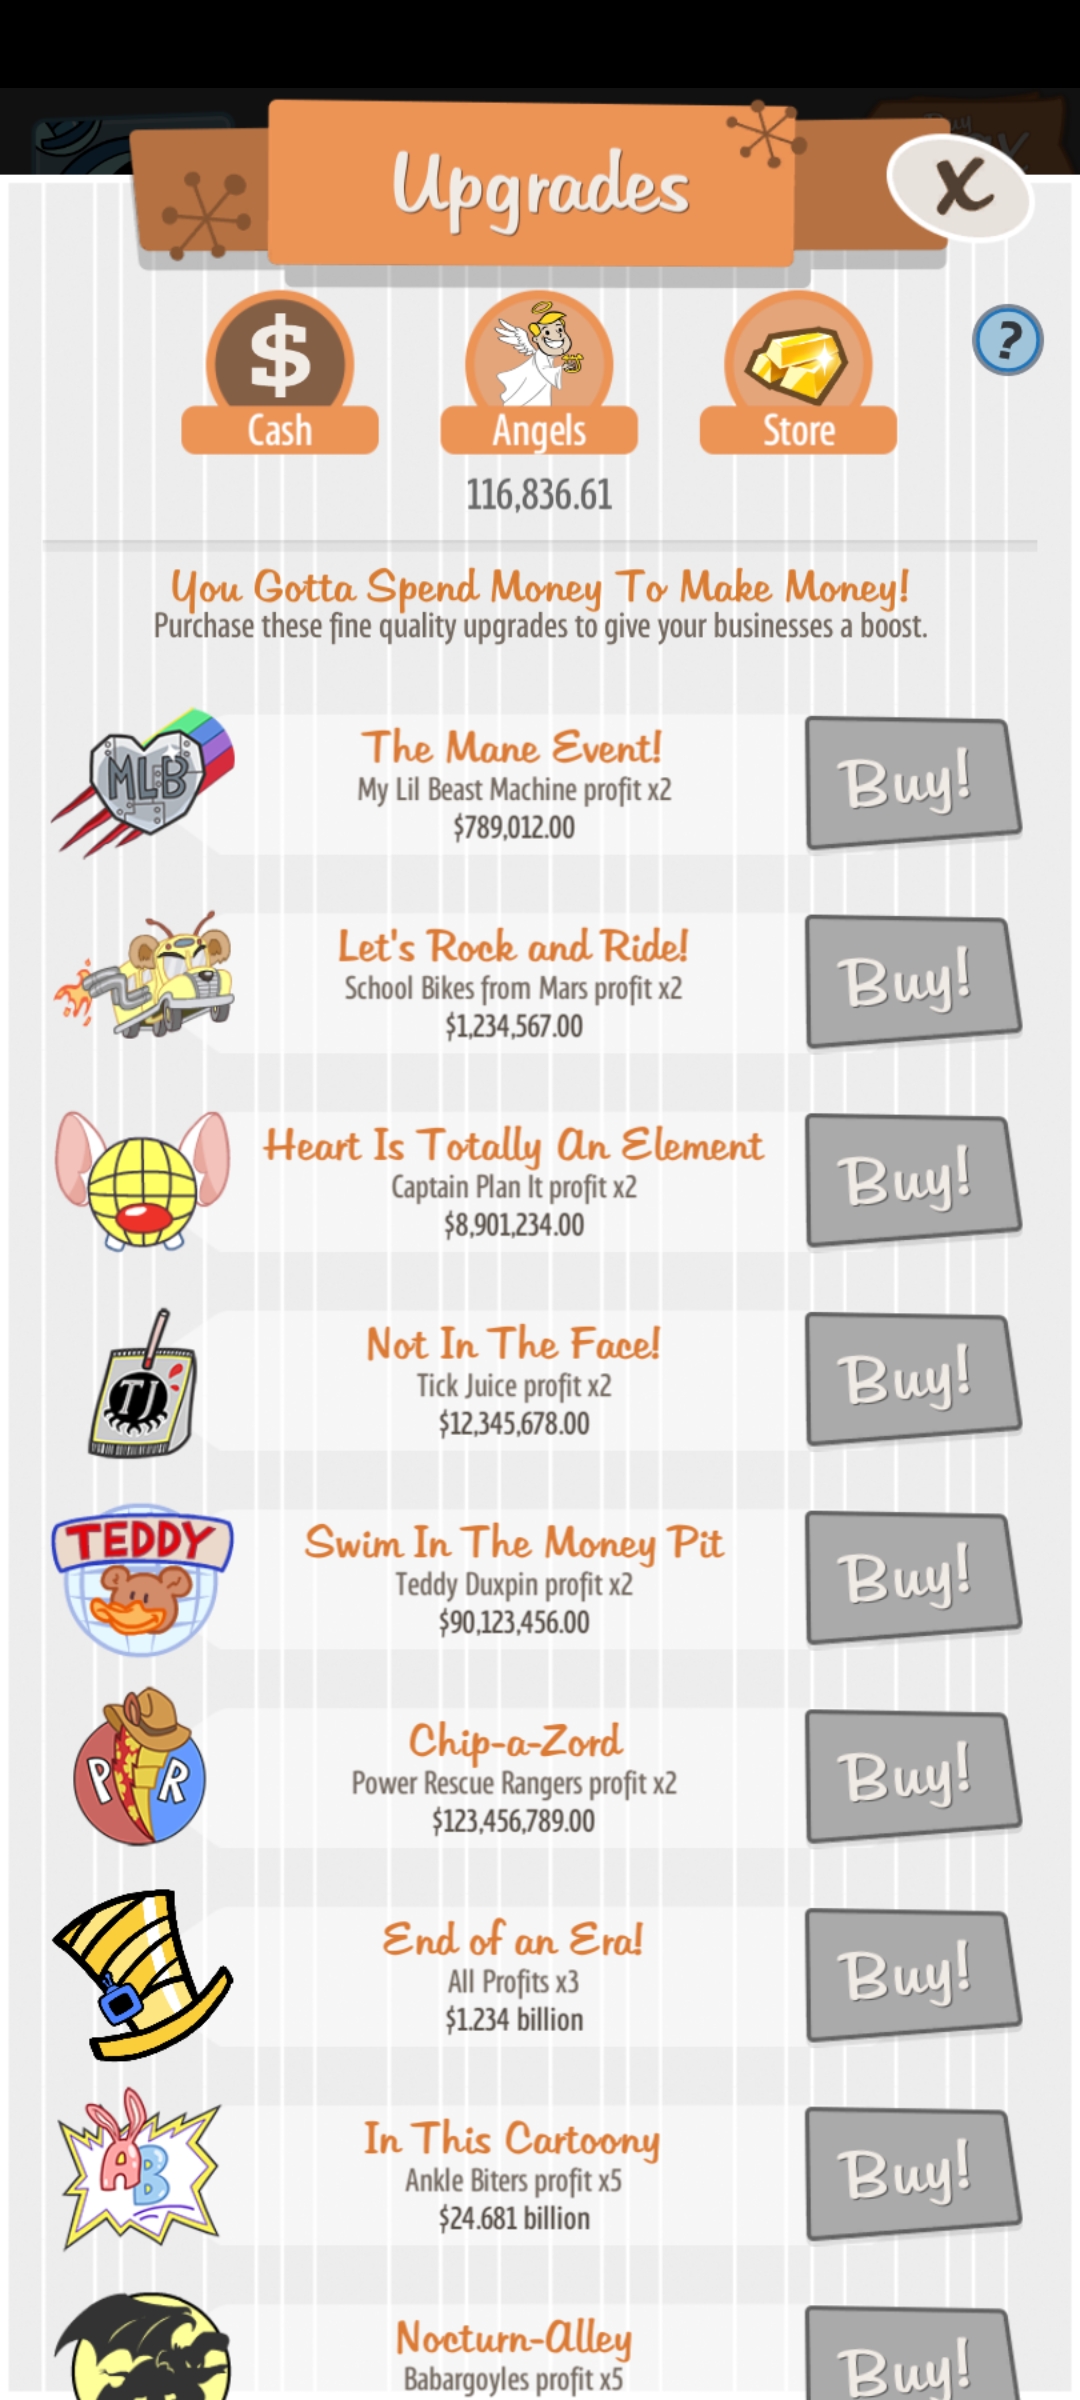 Upgrades
X
$
?
Cash
Angels
Store
116,836.61
You Gotta Spend Money To Make Money!
Purchase these fine quality upgrades to give your businesses a boost.
MLB
The Mane Event!
My Lil Beast Machine profit x2
$789,012.00
Buy!
Let's Rock and Ride!
School Bikes from Mars profit x2
$1,234,567.00
Buy!
Heart Is Totally An Element
Captain Plan It profit x2
$8,901,234.00
Buy!
TJ
Not In The Face!
Tick Juice profit x2
$12,345,678.00
Buy!
TEDDY
Swim In The Money Pit
Teddy Duxpin profit x2
$90,123,456.00
Buy!
P R
Chip-a-Zord
Power Rescue Rangers profit x2
$123,456,789.00
Buy!
End of an Era!
All Profits x3
$1.234 billion
Buy!
AB
In This Cartoony
Ankle Biters profit x5
$24.681 billion
Buy!
Nocturn-Alley
Babargoyles profit x5
Buy!